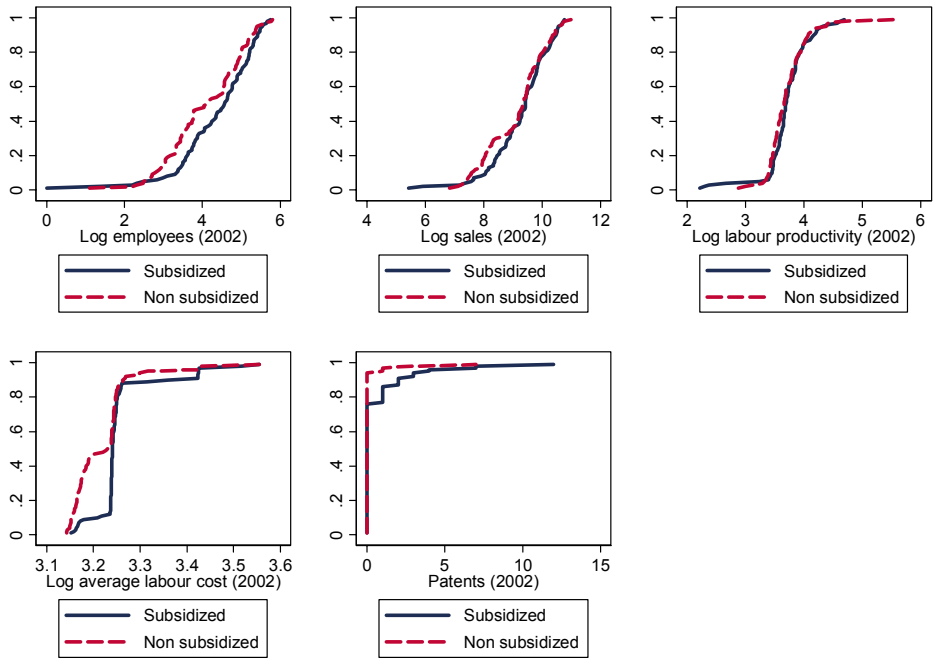 0 .2 .4 .6 .8 1
0 2 4 6
Log employees (2002)
Subsidized
Non subsidized
0 .2 .4 .6 .8 1
4 6 8 10 12
Log sales (2002)
Subsidized
Non subsidized
0 .2 .4 .6 .8 1
2 3 4 5 6
Log labour productivity (2002)
Subsidized
Non subsidized
0 .2 .4 .6 .8 1
3.1 3.2 3.3 3.4 3.5 3.6
Log average labour cost (2002)
Subsidized
Non subsidized
0 .2 .4 .6 .8 1
0 5 10 15
Patents (2002)
Subsidized
Non subsidized